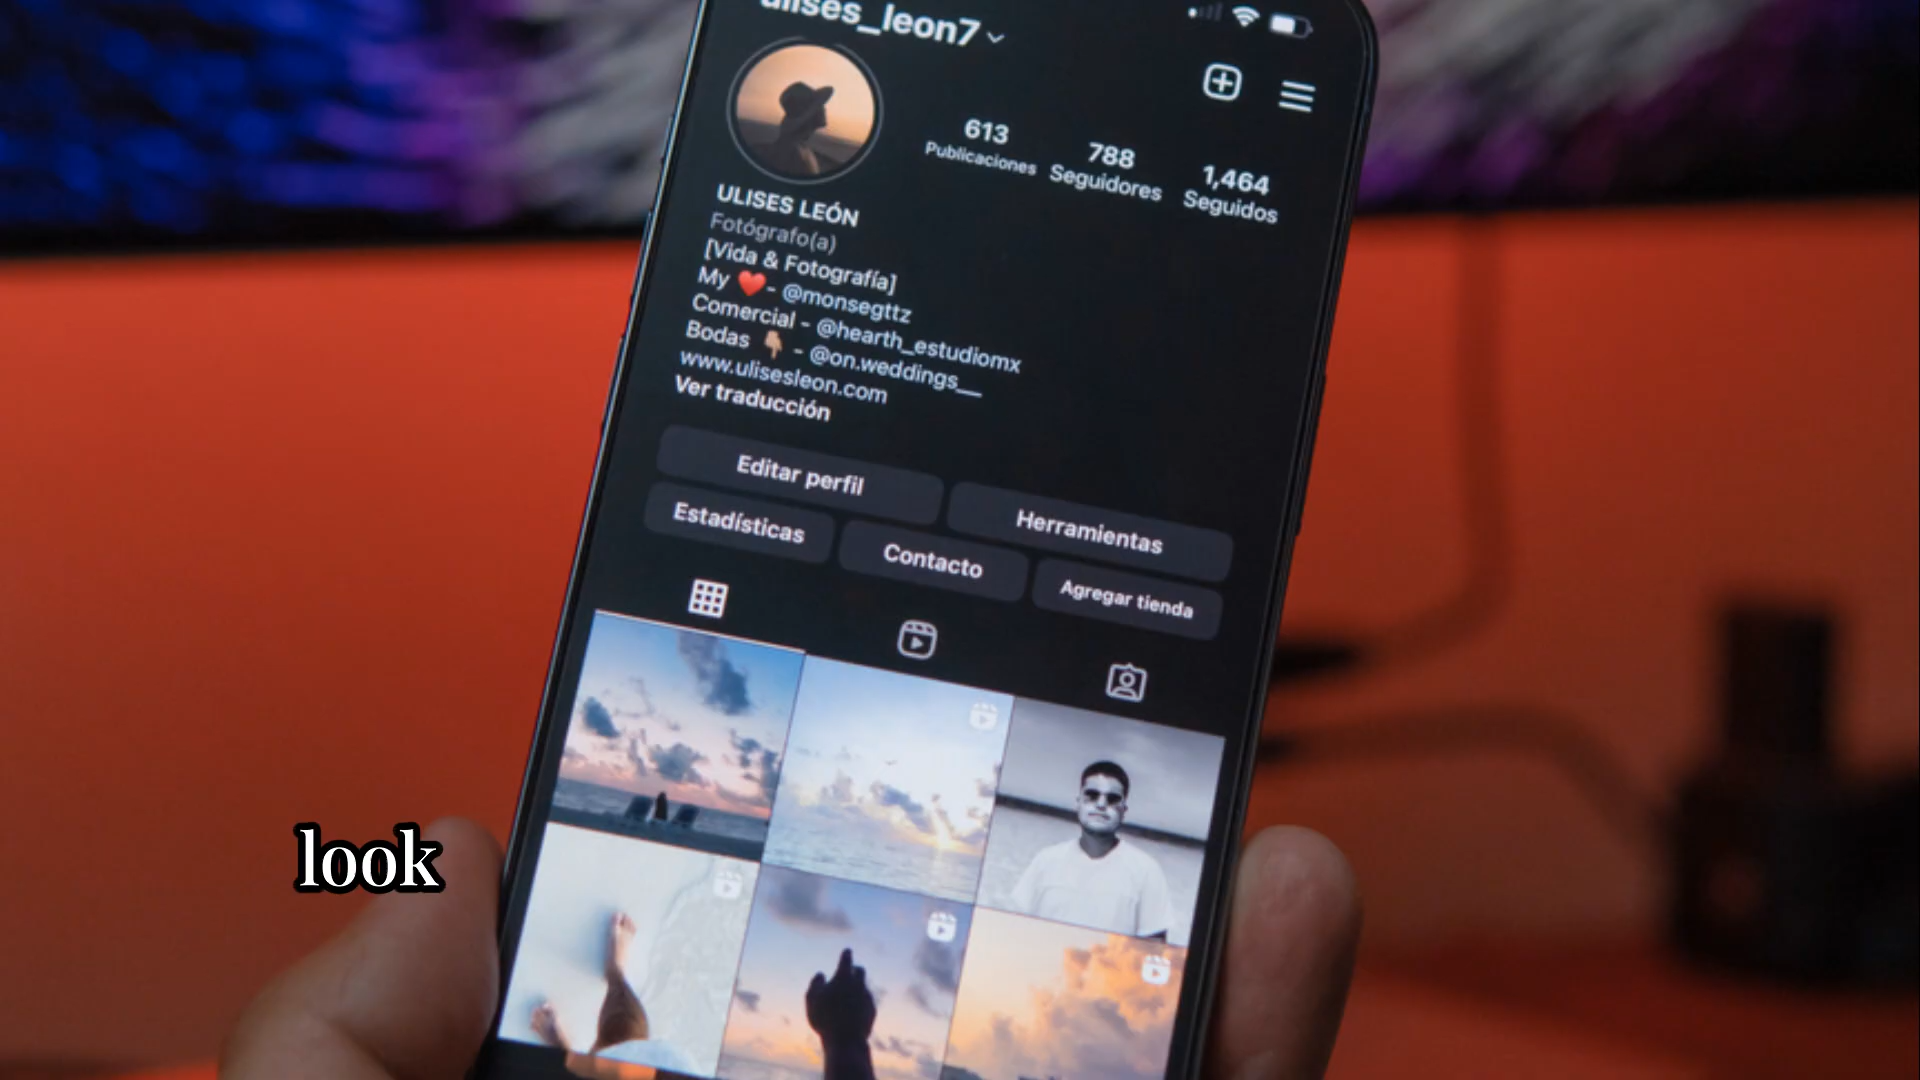 ulises_leon7
613
Publicaciones
788
Seguidores
1,464
Seguidos
ULISES LEÓN
Fotógrafo(a)
[Vida & Fotografía]
My ❤️- @monsegttz
Comercial - @hearth_estudiomx
Bodas 👇🏼 - @on.weddings__
www.ulisesleon.com
Ver traducción
Editar perfil
Herramientas
Estadísticas
Contacto
Agregar tienda
look